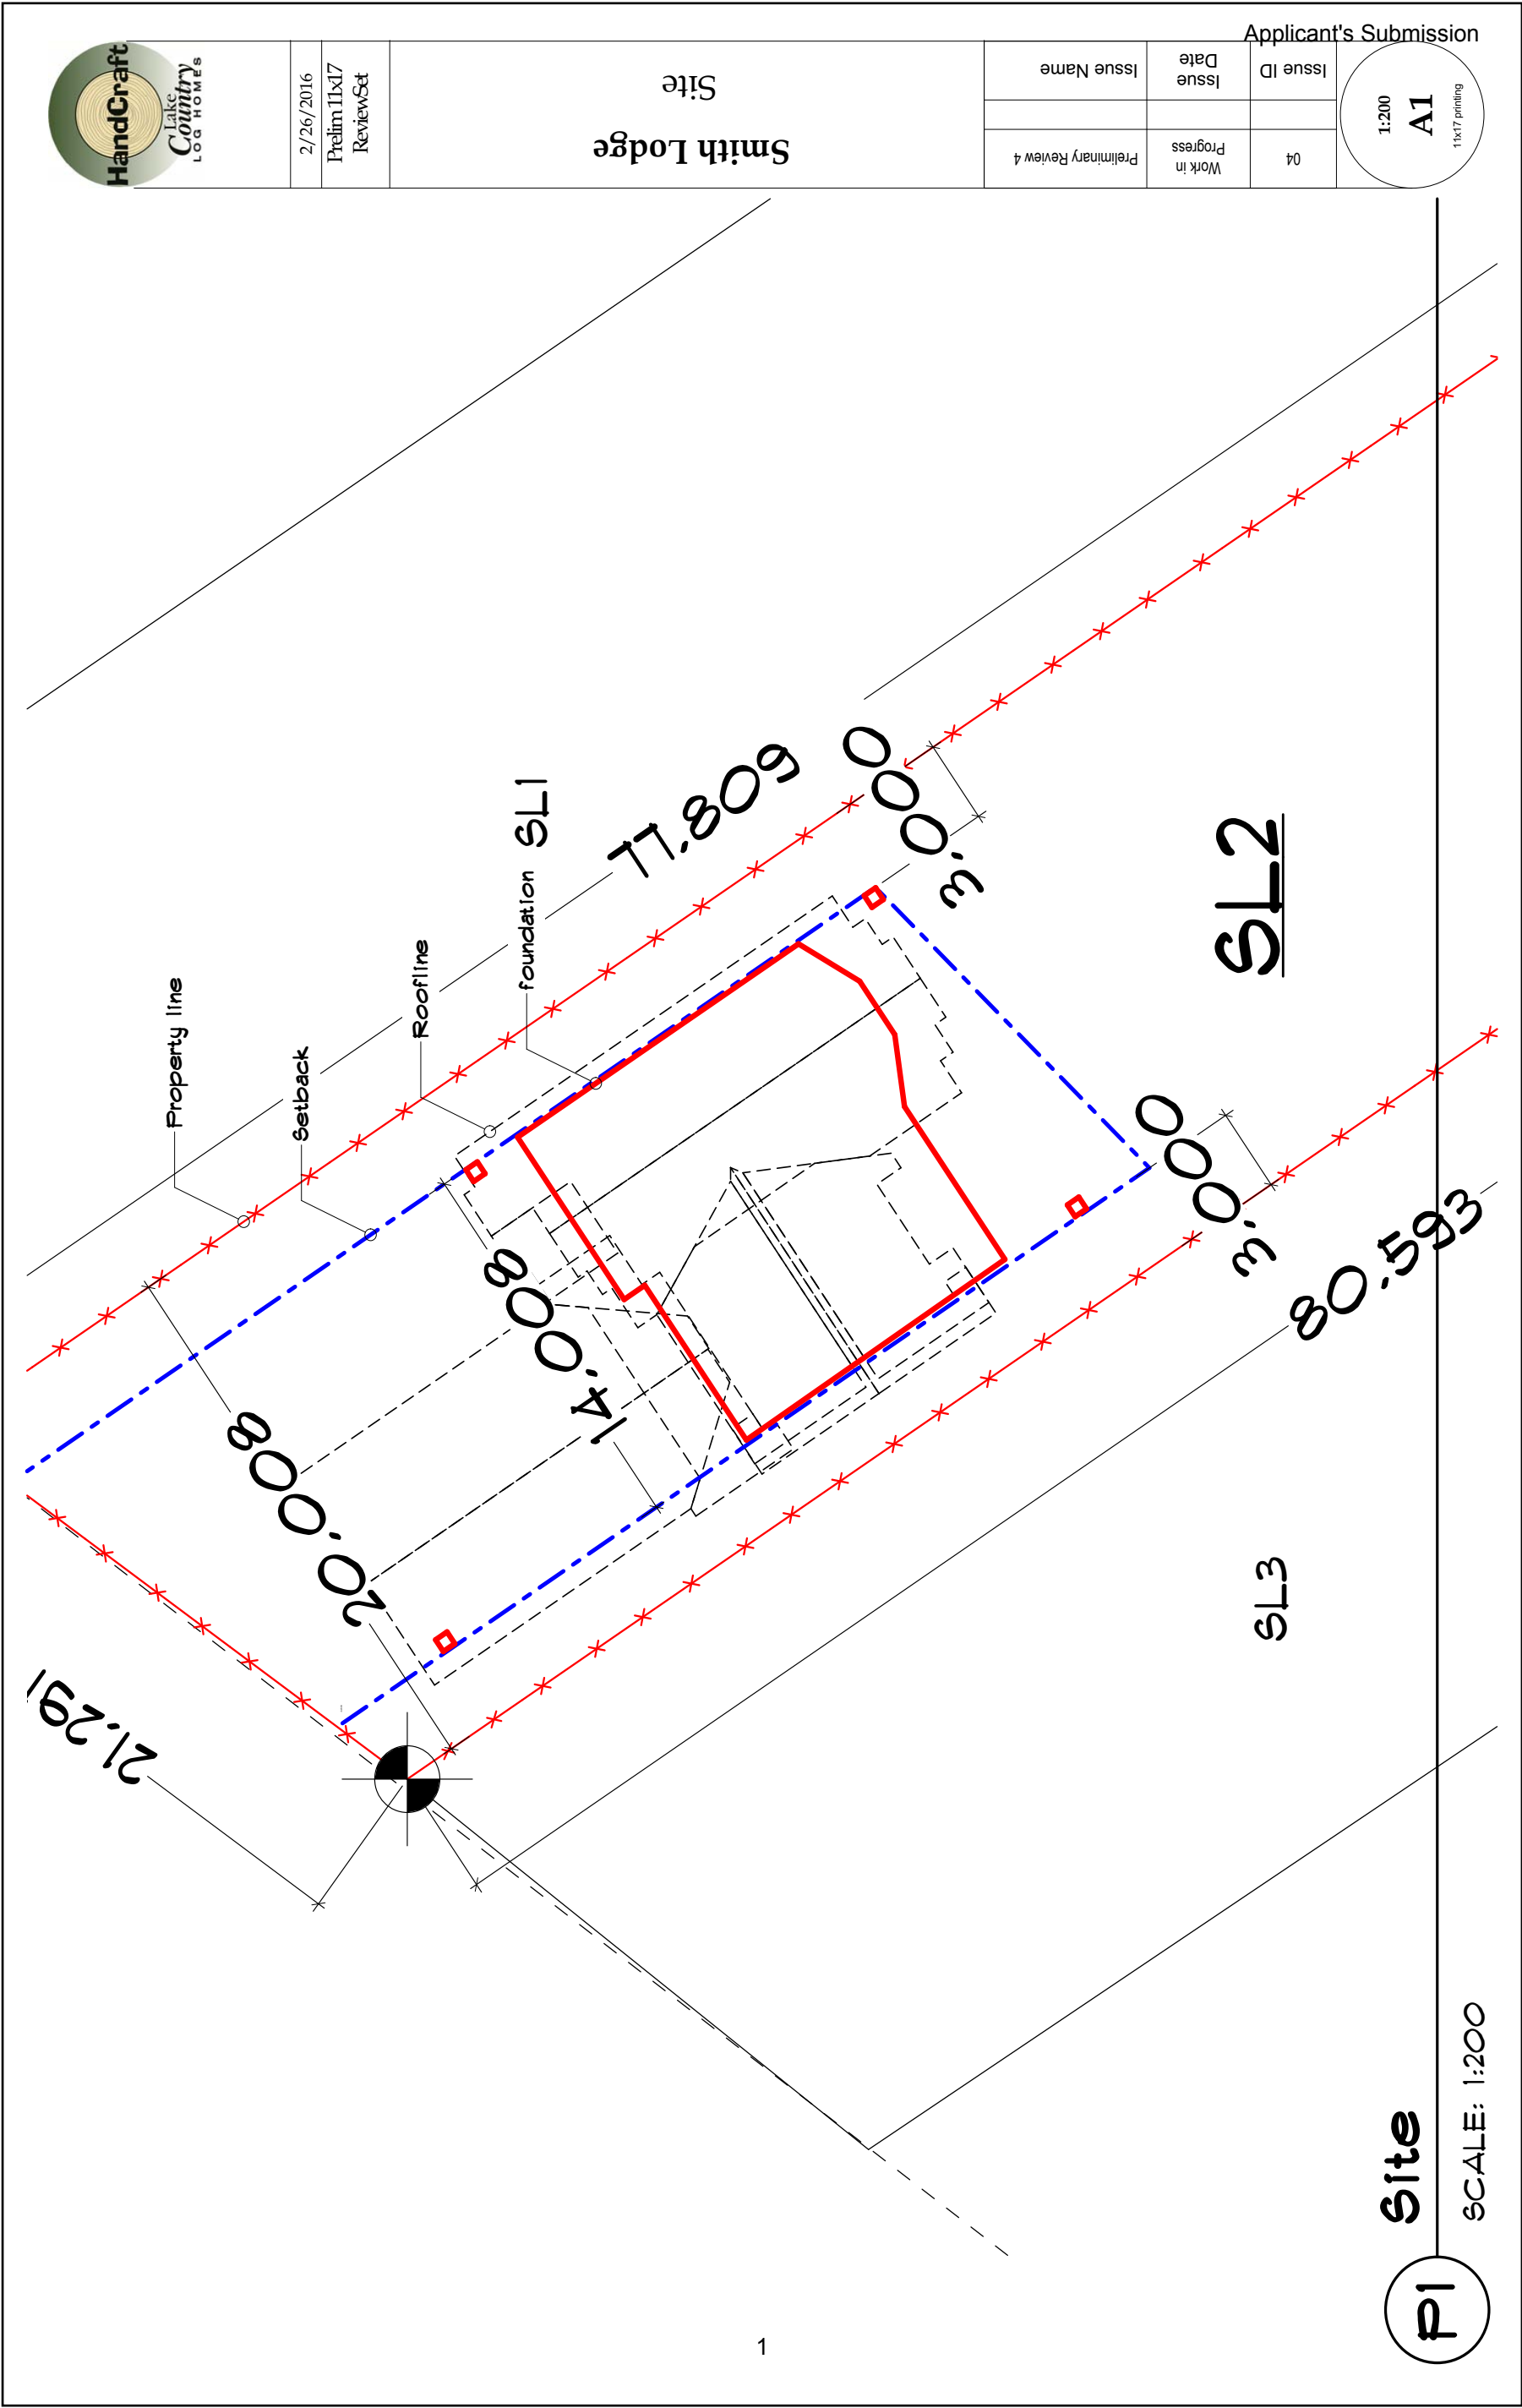 Applicant's Submission
HandCraft
Lake
Country
LOG HOMES
2/26/2016
Prelim 11x17
ReviewSet
Smith Lodge
Site
Issue Name
Issue
Date
Issue ID
Preliminary Review 4
Work in
Progress
04
1:200
A1
11x17 printing
Property line
Setback
Roofline
foundation
SL1
77,809
3,000
SL2
20,008
14,008
3,000
80,593
21,291
SL3
P1
Site
SCALE: 1:200
1